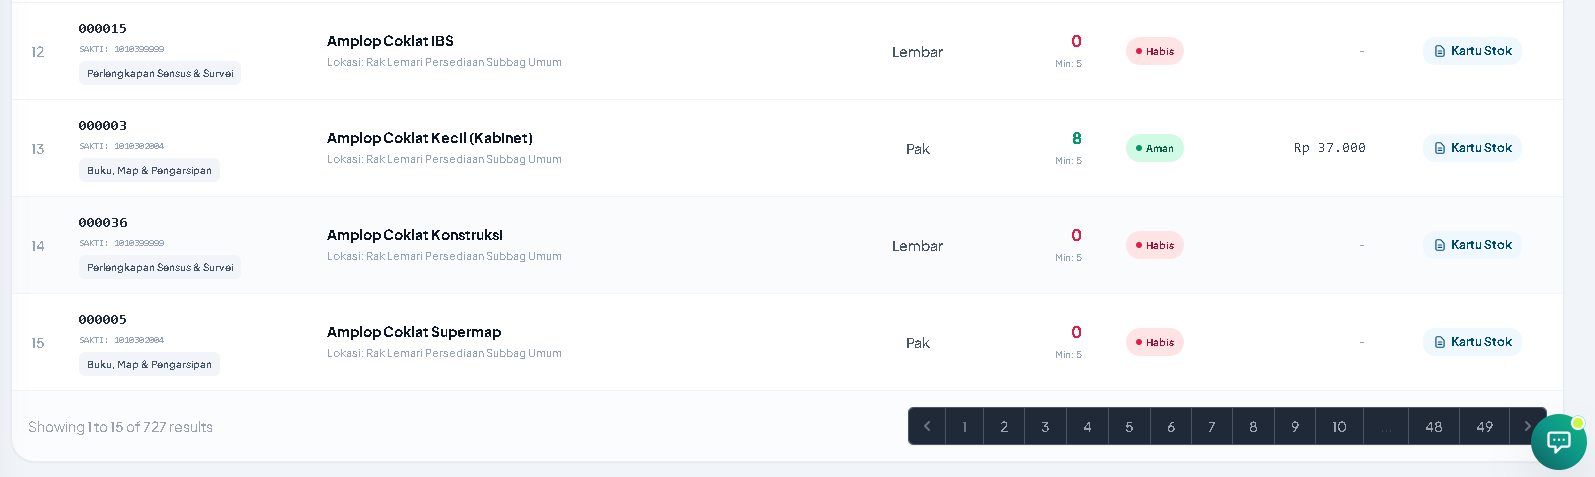 000015
12
SAKTI: 1010399999
Perlengkapan Sensus & Survei
Amplop Coklat IBS
Lokasi: Rak Lemari Persediaan Subbag Umum
Lembar
0
Min: 5
Habis
-
Kartu Stok
000003
13
SAKTI: 1010302004
Buku, Map & Pengarsipan
Amplop Coklat Kecil (Kabinet)
Lokasi: Rak Lemari Persediaan Subbag Umum
Pak
8
Min: 5
Aman
Rp 37.000
Kartu Stok
000036
14
SAKTI: 1010399999
Perlengkapan Sensus & Survei
Amplop Coklat Konstruksi
Lokasi: Rak Lemari Persediaan Subbag Umum
Lembar
0
Min: 5
Habis
-
Kartu Stok
000005
15
SAKTI: 1010302004
Buku, Map & Pengarsipan
Amplop Coklat Supermap
Lokasi: Rak Lemari Persediaan Subbag Umum
Pak
0
Min: 5
Habis
-
Kartu Stok
Showing 1 to 15 of 727 results
1 2 3 4 5 6 7 8 9 10 ... 48 49